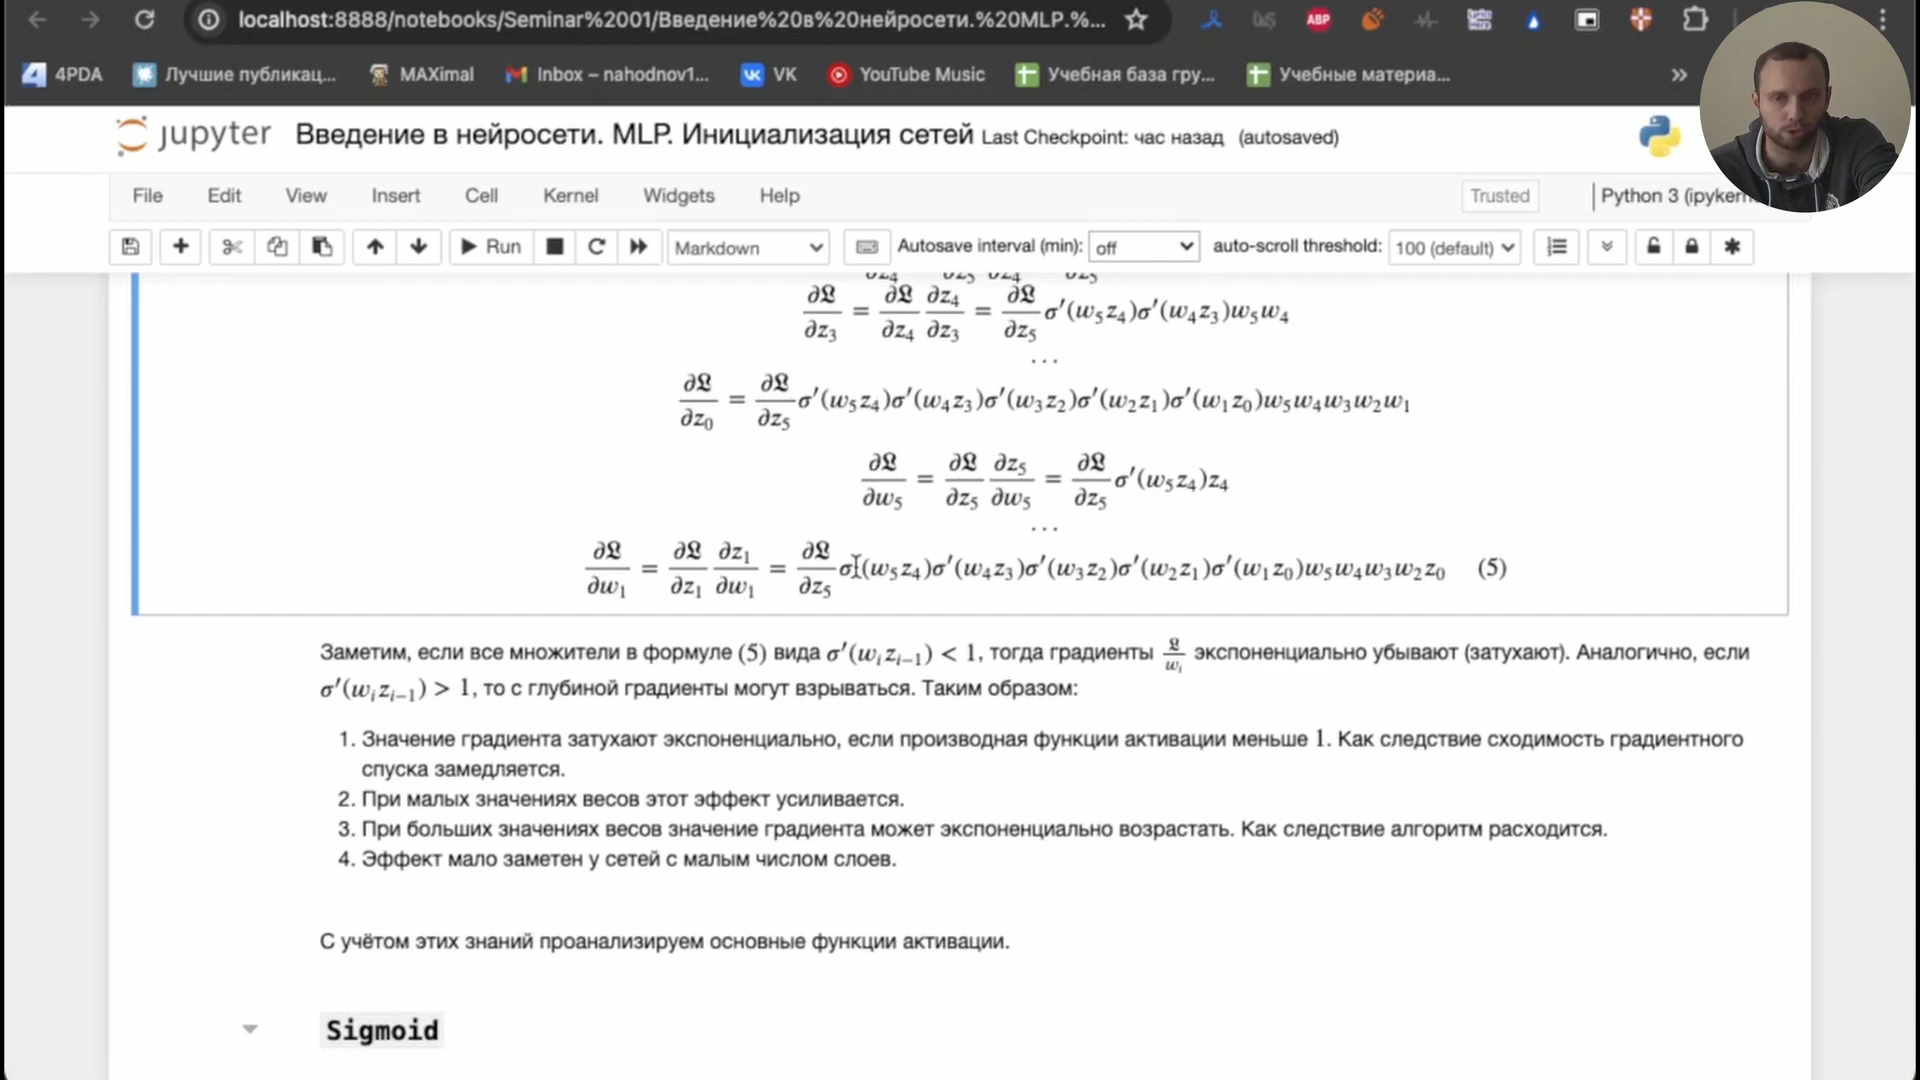 localhost:8888/notebooks/Seminar%2001/Введение%20в%20нейросети.%20MLP.%...
ABP
4PDA Лучшие публикац... MAXimal Inbox – nahodnov1... VK YouTube Music Учебная база гру... Учебные материа... »
jupyter Введение в нейросети. MLP. Инициализация сетей Last Checkpoint: час назад (autosaved)
File Edit View Insert Cell Kernel Widgets Help Trusted Python 3 (ipykern
Run Markdown Autosave interval (min): off auto-scroll threshold: 100 (default)
∂z₄ ∂z₅ ∂z₄ ∂z₅
∂𝔏/∂z₃ = ∂𝔏/∂z₄ ∂z₄/∂z₃ = ∂𝔏/∂z₅ σ′(w₅z₄)σ′(w₄z₃)w₅w₄
...
∂𝔏/∂z₀ = ∂𝔏/∂z₅ σ′(w₅z₄)σ′(w₄z₃)σ′(w₃z₂)σ′(w₂z₁)σ′(w₁z₀)w₅w₄w₃w₂w₁
∂𝔏/∂w₅ = ∂𝔏/∂z₅ ∂z₅/∂w₅ = ∂𝔏/∂z₅ σ′(w₅z₄)z₄
...
∂𝔏/∂w₁ = ∂𝔏/∂z₁ ∂z₁/∂w₁ = ∂𝔏/∂z₅ σ′(w₅z₄)σ′(w₄z₃)σ′(w₃z₂)σ′(w₂z₁)σ′(w₁z₀)w₅w₄w₃w₂z₀ (5)
Заметим, если все множители в формуле (5) вида σ′(wᵢzᵢ₋₁) < 1, тогда градиенты 𝔏/wᵢ экспоненциально убывают (затухают). Аналогично, если
σ′(wᵢzᵢ₋₁) > 1, то с глубиной градиенты могут взрываться. Таким образом:
1. Значение градиента затухают экспоненциально, если производная функции активации меньше 1. Как следствие сходимость градиентного
спуска замедляется.
2. При малых значениях весов этот эффект усиливается.
3. При больших значениях весов значение градиента может экспоненциально возрастать. Как следствие алгоритм расходится.
4. Эффект мало заметен у сетей с малым числом слоев.
С учётом этих знаний проанализируем основные функции активации.
Sigmoid